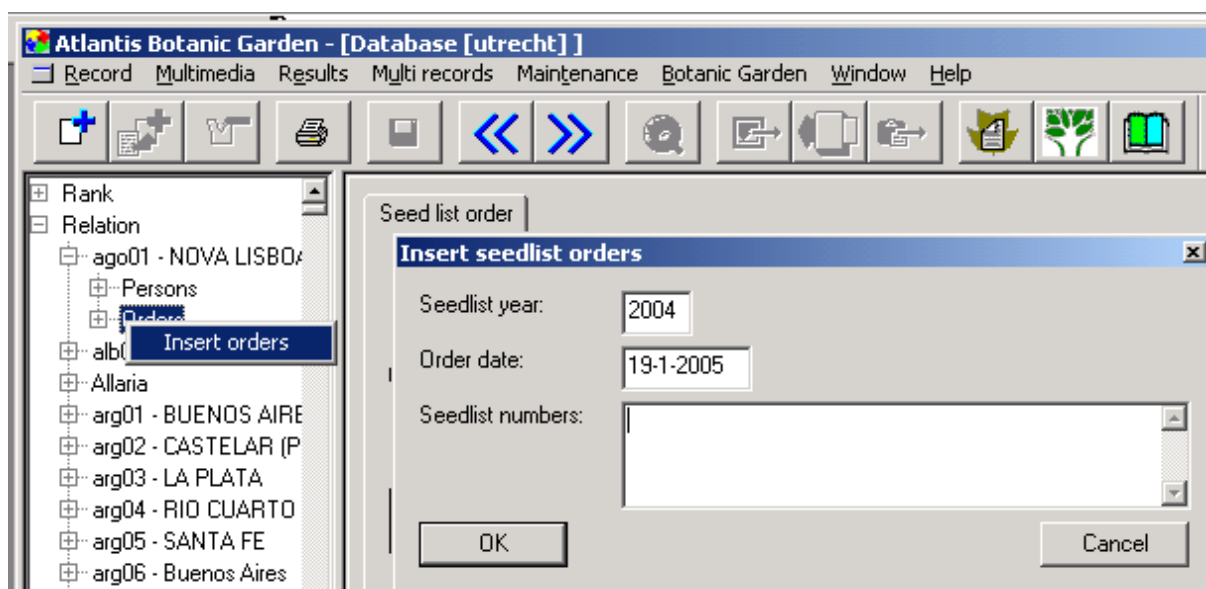 Atlantis Botanic Garden - [Database [utrecht] ]
Record Multimedia Results Multi records Maintenance Botanic Garden Window Help
Rank
Relation
ago01 - NOVA LISBOA
Persons
Orders
Insert orders
Allaria
arg01 - BUENOS AIRE
arg02 - CASTELAR (P
arg03 - LA PLATA
arg04 - RIO CUARTO
arg05 - SANTA FE
arg06 - Buenos Aires
Seed list order
Insert seedlist orders
Seedlist year:
2004
Order date:
19-1-2005
Seedlist numbers:
OK
Cancel